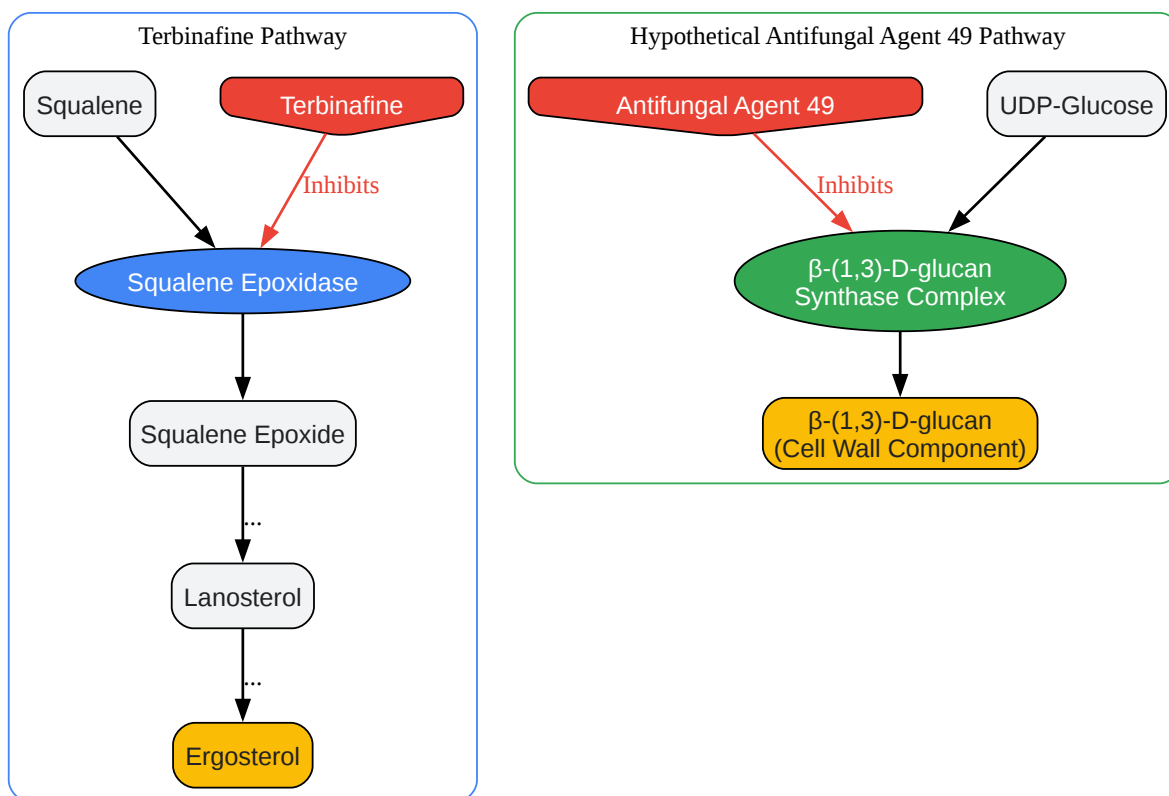 Terbinafine Pathway
Squalene
Terbinafine
Inhibits
Squalene Epoxidase
Squalene Epoxide
...
Lanosterol
...
Ergosterol
Hypothetical Antifungal Agent 49 Pathway
Antifungal Agent 49
UDP-Glucose
Inhibits
β-(1,3)-D-glucan
Synthase Complex
β-(1,3)-D-glucan
(Cell Wall Component)